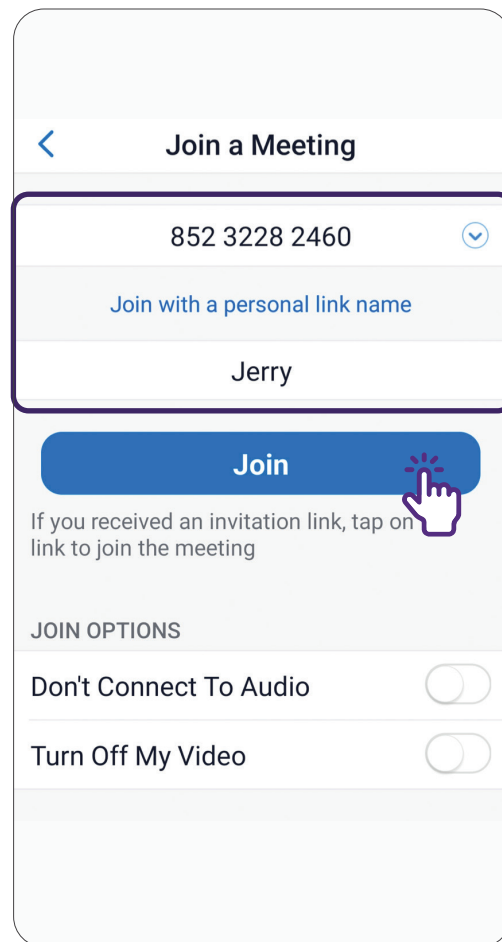 Join a Meeting
852 3228 2460
Join with a personal link name
Jerry
Join
If you received an invitation link, tap on
link to join the meeting
JOIN OPTIONS
Don't Connect To Audio
Turn Off My Video